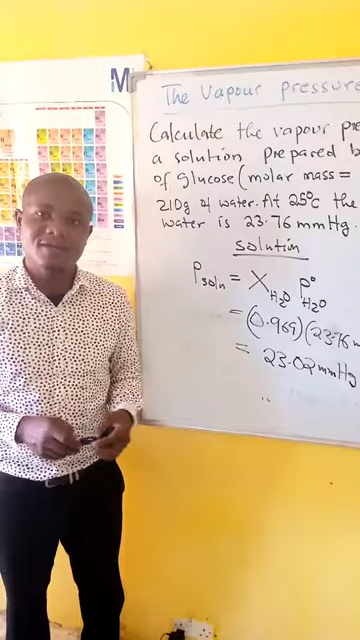 M
The Vapour pressure
Calculate the vapour pre
a solution prepared b
of glucose (molar mass =
210g of water. At 25°C the
water is 23.76 mmHg.
solution
Psoln = X H2O P° H2O
= (0.969)(23.76 m
= 23.02 mmHg